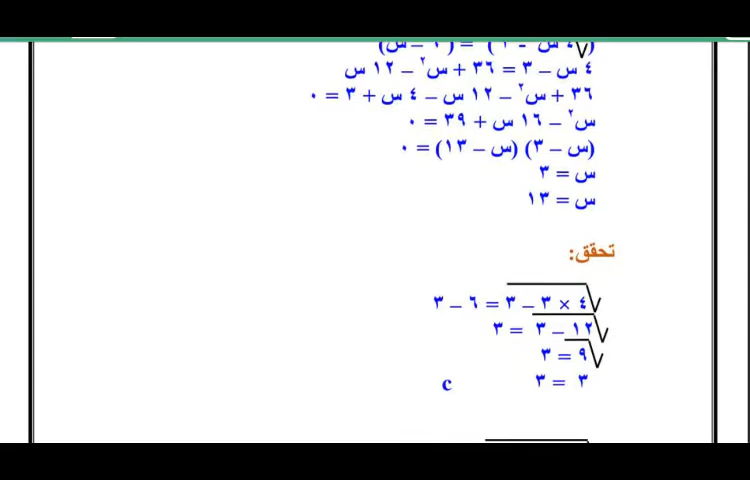 ٤ س – ٣ = ٣٦ + س٢ – ١٢ س
٣٦ + س٢ – ١٢ س – ٤ س + ٣ = ٠
س٢ – ١٦ س + ٣٩ = ٠
(س – ٣) (س – ١٣) = ٠
س = ٣
س = ١٣
تحقق:
√٤ × ٣ – ٣ = ٦ – ٣
√١٢ – ٣ = ٣
√٩ = ٣
٣ = ٣ c